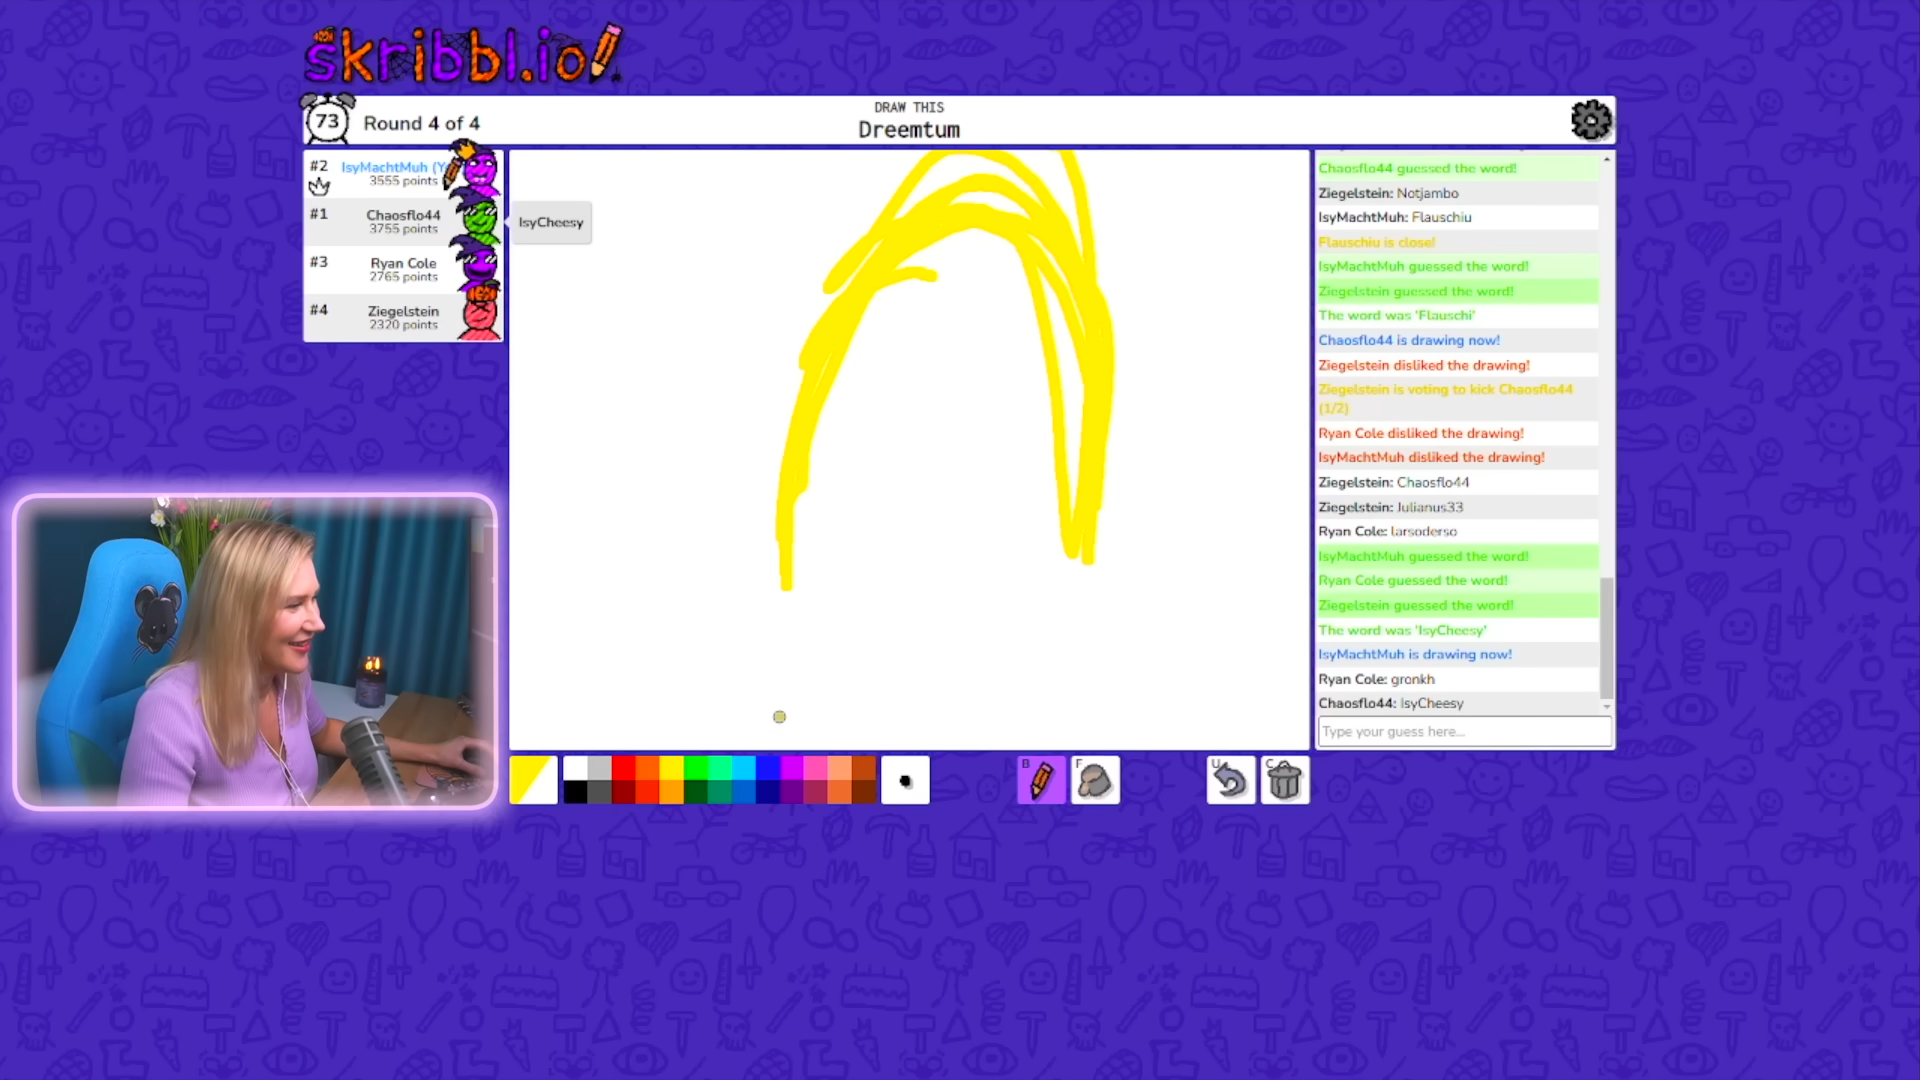 skribbl.io!
73
Round 4 of 4
DRAW THIS
Dreemtum
#2
IsyMachtMuh (Y
3555 points
#1
Chaosflo44
3755 points
#3
Ryan Cole
2765 points
#4
Ziegelstein
2320 points
IsyCheesy
Chaosflo44 guessed the word!
Ziegelstein: Notjambo
IsyMachtMuh: Flauschiu
Flauschiu is close!
IsyMachtMuh guessed the word!
Ziegelstein guessed the word!
The word was 'Flauschi'
Chaosflo44 is drawing now!
Ziegelstein disliked the drawing!
Ziegelstein is voting to kick Chaosflo44
(1/2)
Ryan Cole disliked the drawing!
IsyMachtMuh disliked the drawing!
Ziegelstein: Chaosflo44
Ziegelstein: Julianus33
Ryan Cole: larsoderso
IsyMachtMuh guessed the word!
Ryan Cole guessed the word!
Ziegelstein guessed the word!
The word was 'IsyCheesy'
IsyMachtMuh is drawing now!
Ryan Cole: gronkh
Chaosflo44: IsyCheesy
Type your guess here...
B
F
U
C